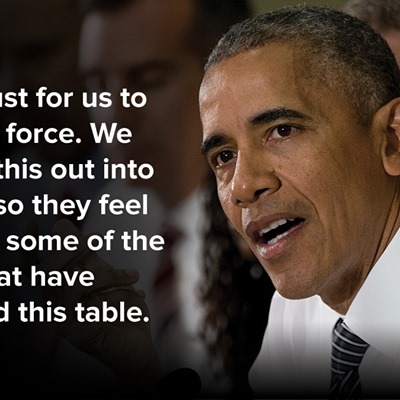 ust for us to
force. We
this out into
so they feel
some of the
at have
d this table.